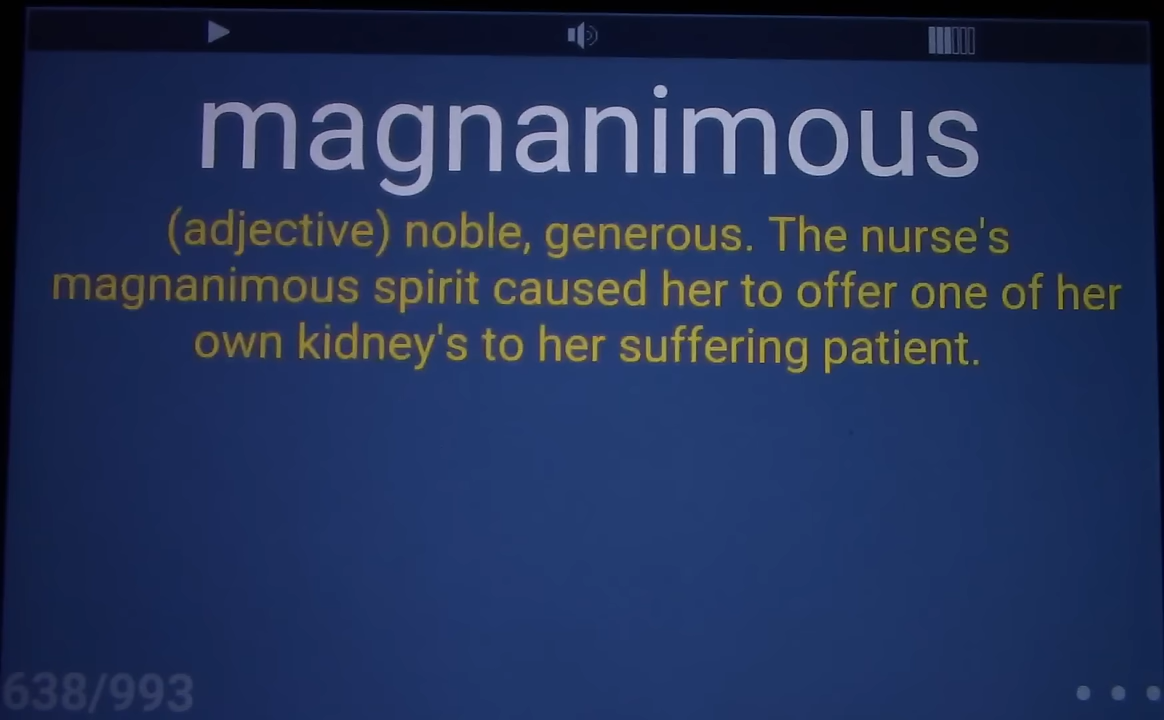 magnanimous
(adjective) noble, generous. The nurse's
magnanimous spirit caused her to offer one of her
own kidney's to her suffering patient.
638/993